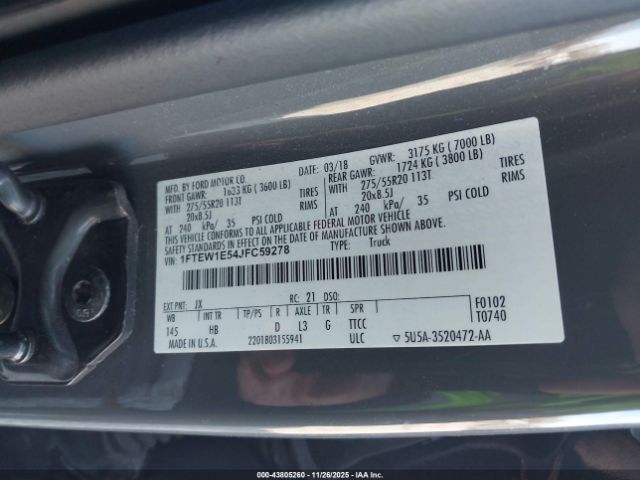 MFD. BY FORD MOTOR CO.
DATE: 03/18
GVWR: 3175 KG ( 7000 LB)
FRONT GAWR: 1633 KG ( 3600 LB)
REAR GAWR: 1724 KG ( 3800 LB)
WITH 275/55R20 113T TIRES
WITH 275/55R20 113T TIRES
20x8.5J RIMS
20x8.5J RIMS
AT 240 kPa/ 35 PSI COLD
AT 240 kPa/ 35 PSI COLD
THIS VEHICLE CONFORMS TO ALL APPLICABLE FEDERAL MOTOR VEHICLE
SAFETY STANDARDS IN EFFECT ON THE DATE OF MANUFACTURE SHOWN ABOVE.
VIN: 1FTEW1E54JFC59278
TYPE: Truck
EXT PNT: JX RC: 21 DSO:
WB INT TR TP/PS R AXLE TR SPR F0102
145 HB D L3 G TTCC T0740
MADE IN U.S.A. 2201803155941 ULC ▽ 5U5A-3520472-AA
000-43805260 | 11/26/2025 | IAA Inc.